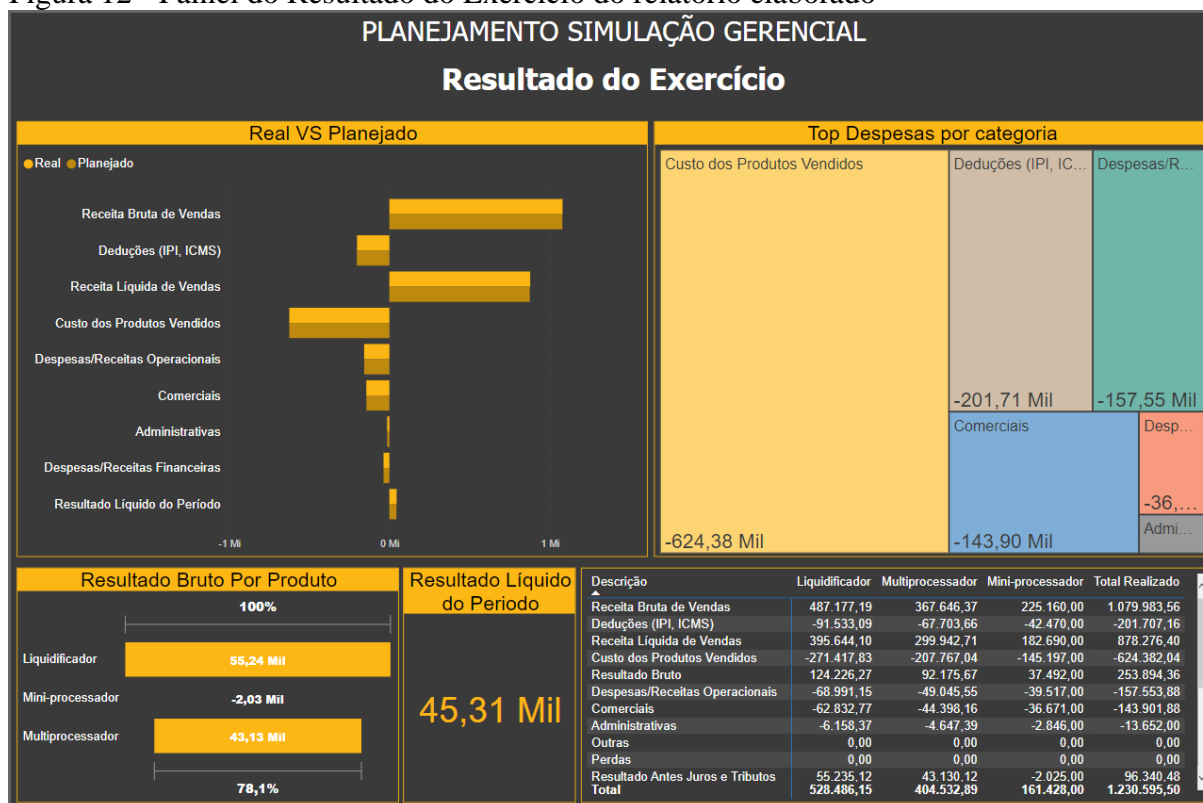 Figura 12 - Painel do Resultado do Exercício do relatório elaborado
PLANEJAMENTO SIMULAÇÃO GERENCIAL
Resultado do Exercício
Real VS Planejado
Real Planejado
Receita Bruta de Vendas
Deduções (IPI, ICMS)
Receita Líquida de Vendas
Custo dos Produtos Vendidos
Despesas/Receitas Operacionais
Comerciais
Administrativas
Despesas/Receitas Financeiras
Resultado Líquido do Período
-1 Mi 0 Mi 1 Mi
Top Despesas por categoria
Custo dos Produtos Vendidos
-624,38 Mil
Deduções (IPI, IC...
-201,71 Mil
Despesas/R...
-157,55 Mil
Comerciais
-143,90 Mil
Desp...
-36,...
Admi...
Resultado Bruto Por Produto
100%
Liquidificador 55,24 Mil
Mini-processador -2,03 Mil
Multiprocessador 43,13 Mil
78,1%
Resultado Líquido
do Periodo
45,31 Mil
Descrição Liquidificador Multiprocessador Mini-processador Total Realizado
Receita Bruta de Vendas 487.177,19 367.646,37 225.160,00 1.079.983,56
Deduções (IPI, ICMS) -91.533,09 -67.703,66 -42.470,00 -201.707,16
Receita Líquida de Vendas 395.644,10 299.942,71 182.690,00 878.276,40
Custo dos Produtos Vendidos -271.417,83 -207.767,04 -145.197,00 -624.382,04
Resultado Bruto 124.226,27 92.175,67 37.492,00 253.894,36
Despesas/Receitas Operacionais -68.991,15 -49.045,55 -39.517,00 -157.553,88
Comerciais -62.832,77 -44.398,16 -36.671,00 -143.901,88
Administrativas -6.158,37 -4.647,39 -2.846,00 -13.652,00
Outras 0,00 0,00 0,00 0,00
Perdas 0,00 0,00 0,00 0,00
Resultado Antes Juros e Tributos 55.235,12 43.130,12 -2.025,00 96.340,48
Total 528.486,15 404.532,89 161.428,00 1.230.595,50